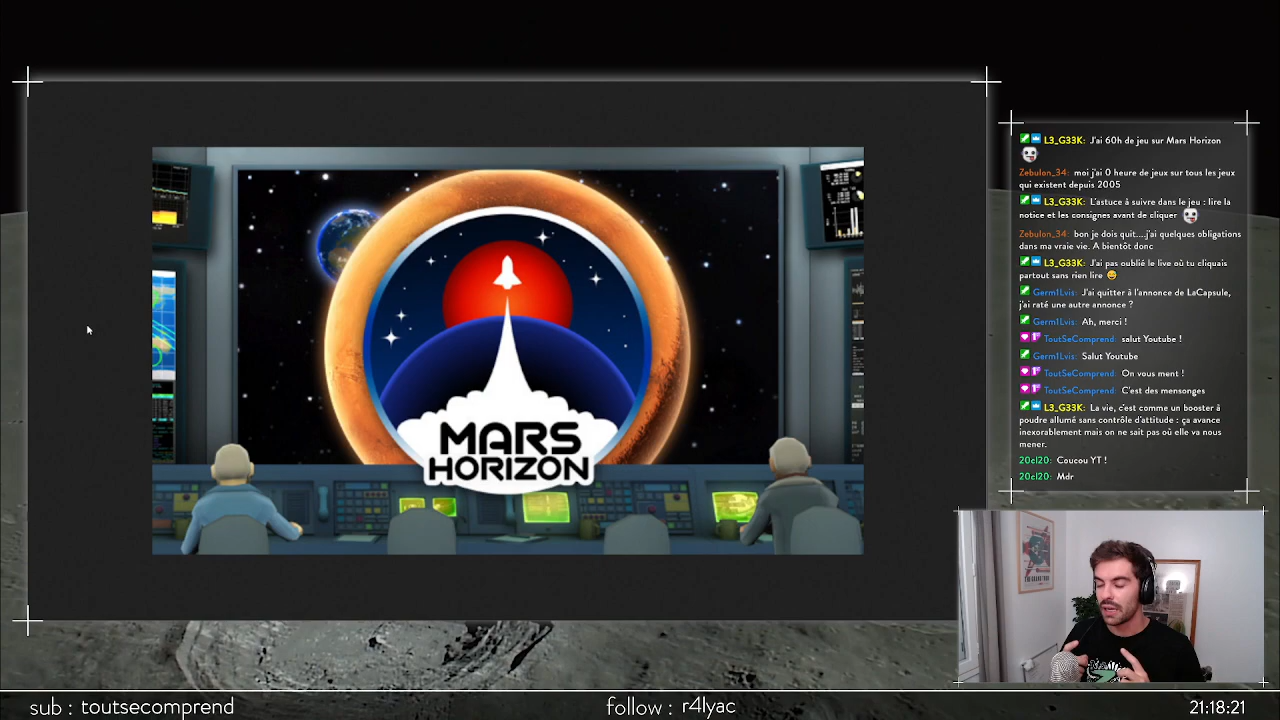 MARS
HORIZON
L3_G33K: J'ai 60h de jeu sur Mars Horizon
Zebulon_34: moi j'ai 0 heure de jeux sur tous les jeux
qui existent depuis 2005
L3_G33K: L'astuce à suivre dans le jeu : lire la
notice et les consignes avant de cliquer
Zebulon_34: bon je dois quit....j'ai quelques obligations
dans ma vraie vie. A bientôt donc
L3_G33K: J'ai pas oublié le live où tu cliquais
partout sans rien lire
Germ1Lvis: J'ai quitter à l'annonce de LaCapsule,
j'ai raté une autre annonce ?
Germ1Lvis: Ah, merci !
ToutSeComprend: salut Youtube !
Germ1Lvis: Salut Youtube
ToutSeComprend: On vous ment !
ToutSeComprend: C'est des mensonges
L3_G33K: La vie, c'est comme un booster à
poudre allumé sans contrôle d'attitude : ça avance
inexorablement mais on ne sait pas où elle va nous
mener.
20cl20: Coucou YT !
20cl20: Mdr
sub : toutsecomprend
follow : r4lyac
21:18:21